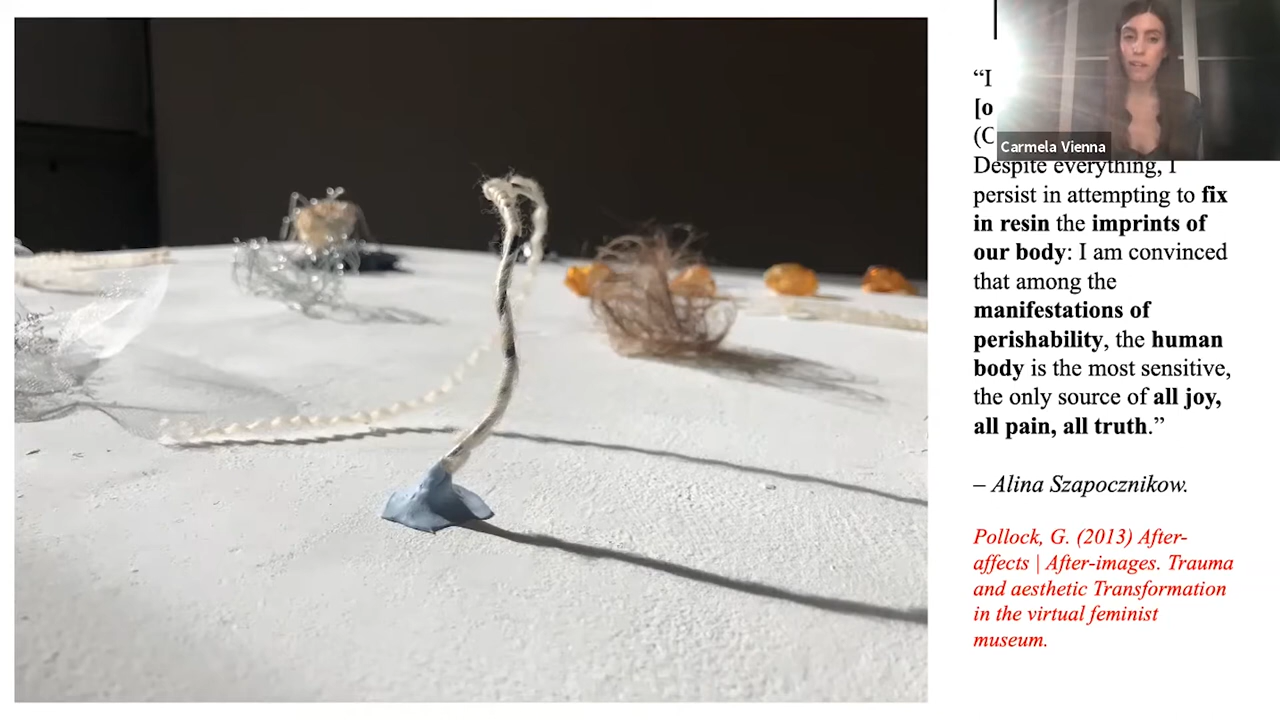 “I
[o
(C
Carmela Vienna
Despite everything, I
persist in attempting to fix
in resin the imprints of
our body: I am convinced
that among the
manifestations of
perishability, the human
body is the most sensitive,
the only source of all joy,
all pain, all truth.”
– Alina Szapocznikow.
Pollock, G. (2013) After-
affects | After-images. Trauma
and aesthetic Transformation
in the virtual feminist
museum.